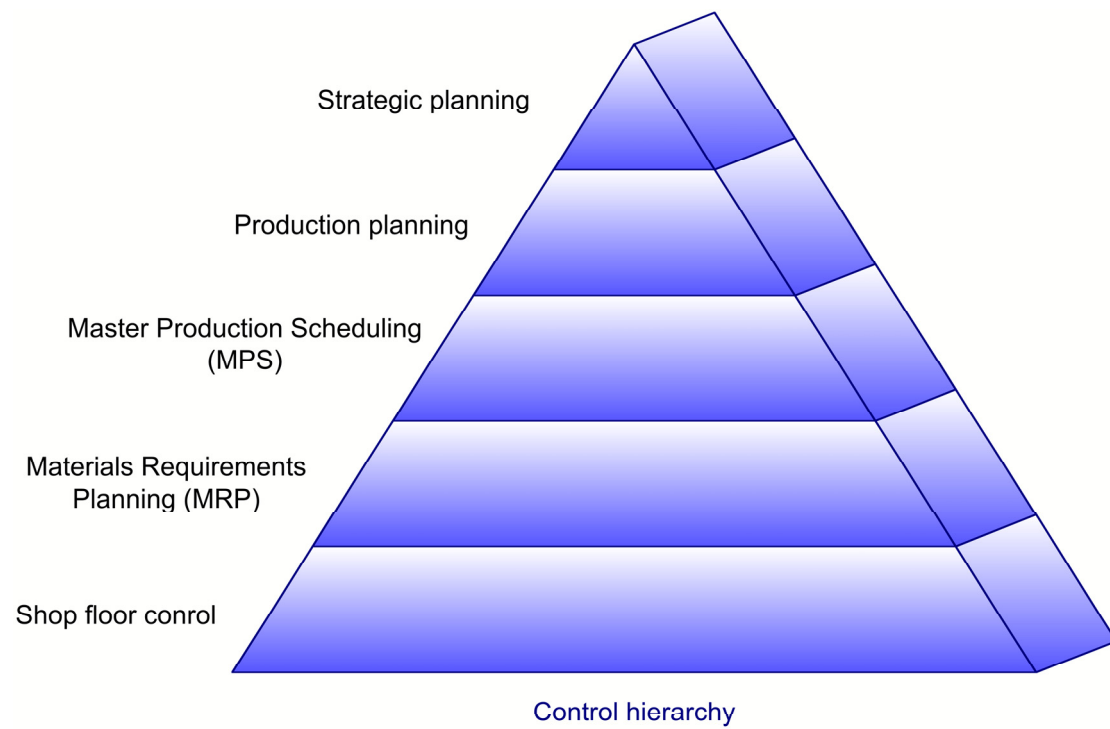 Strategic planning
Production planning
Master Production Scheduling
(MPS)
Materials Requirements
Planning (MRP)
Shop floor conrol
Control hierarchy